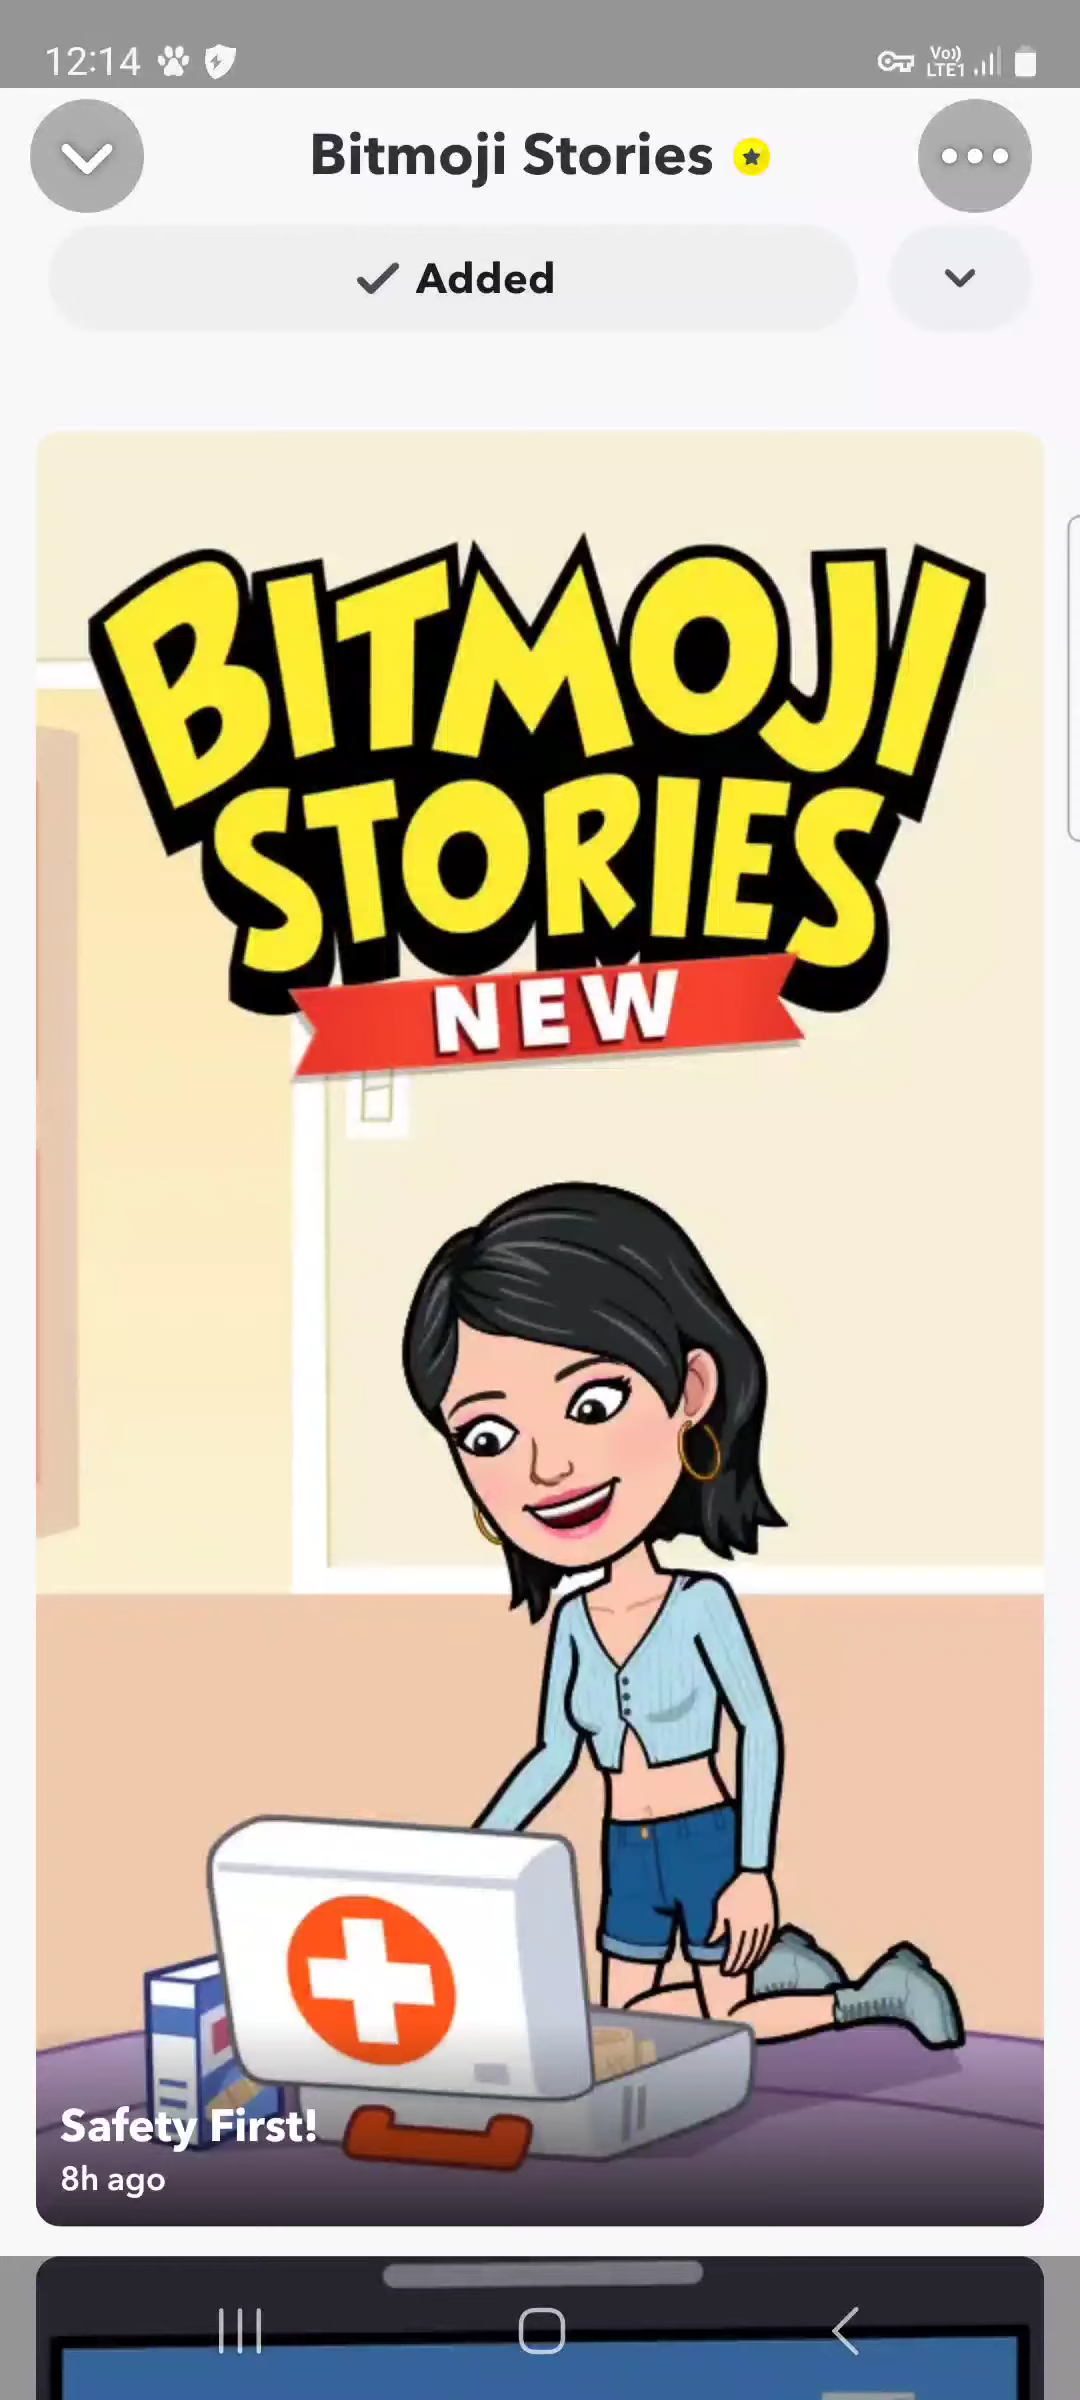 12:14
Vo))
LTE1
Bitmoji Stories
Added
BITMOJI
STORIES
NEW
Safety First!
8h ago